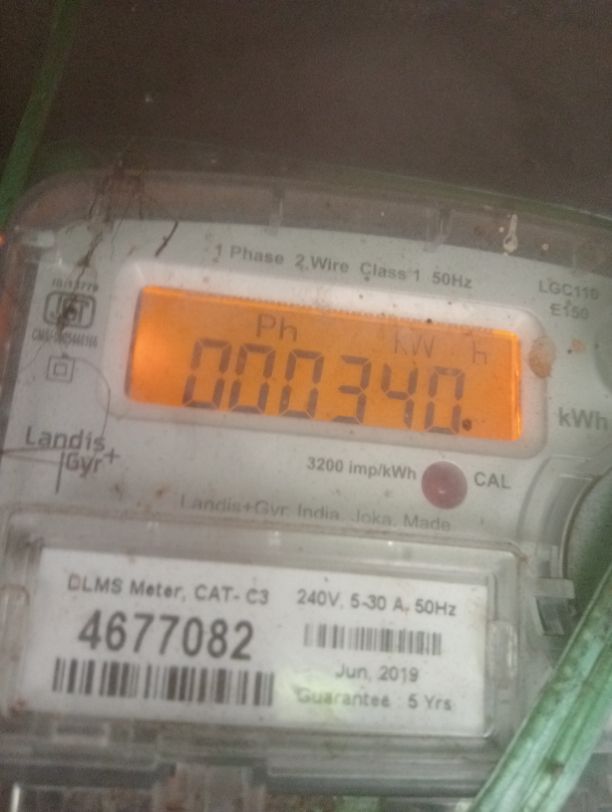 1 Phase 2 Wire Class 1 50Hz
LGC110
E150
IS:13779
Ph kW h
000340.
kWh
Landis
Gyr+
3200 imp/kWh
CAL
Landis+Gyr, India, Joka, Made
DLMS Meter, CAT- C3
240V, 5-30 A, 50Hz
4677082
Jun, 2019
Guarantee : 5 Yrs